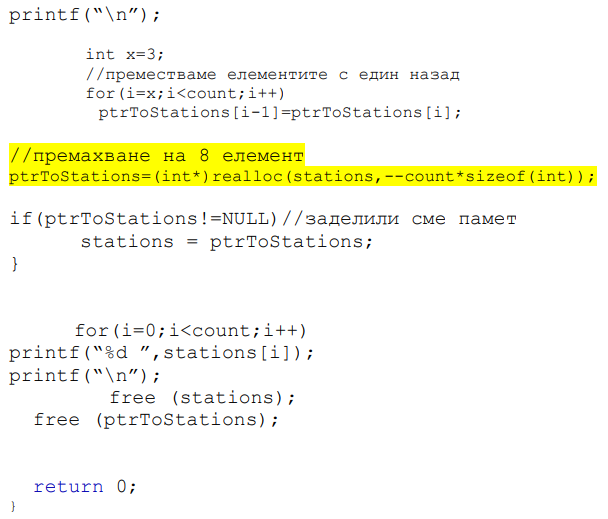 printf(“\n”);
int x=3;
//преместваме елементите с един назад
for(i=x;i<count;i++)
ptrToStations[i-1]=ptrToStations[i];
//премахване на 8 елемент
ptrToStations=(int*)realloc(stations,--count*sizeof(int));
if(ptrToStations!=NULL)//заделили сме памет
stations = ptrToStations;
}
for(i=0;i<count;i++)
printf(“%d ”,stations[i]);
printf(“\n”);
free (stations);
free (ptrToStations);
return 0;
}